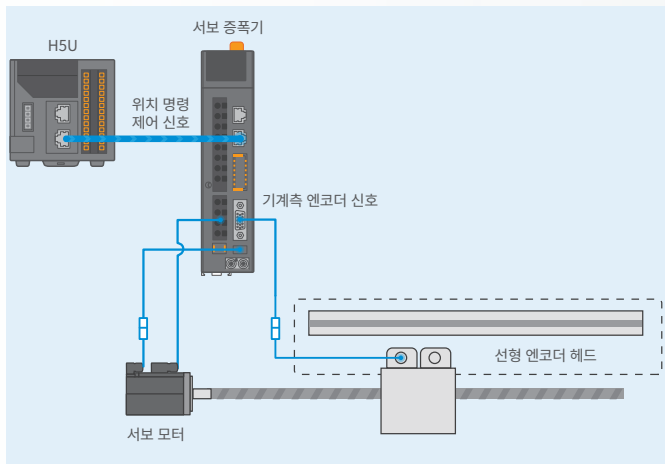 서보 증폭기
H5U
위치 명령
제어 신호
기계측 엔코더 신호
선형 엔코더 헤드
서보 모터